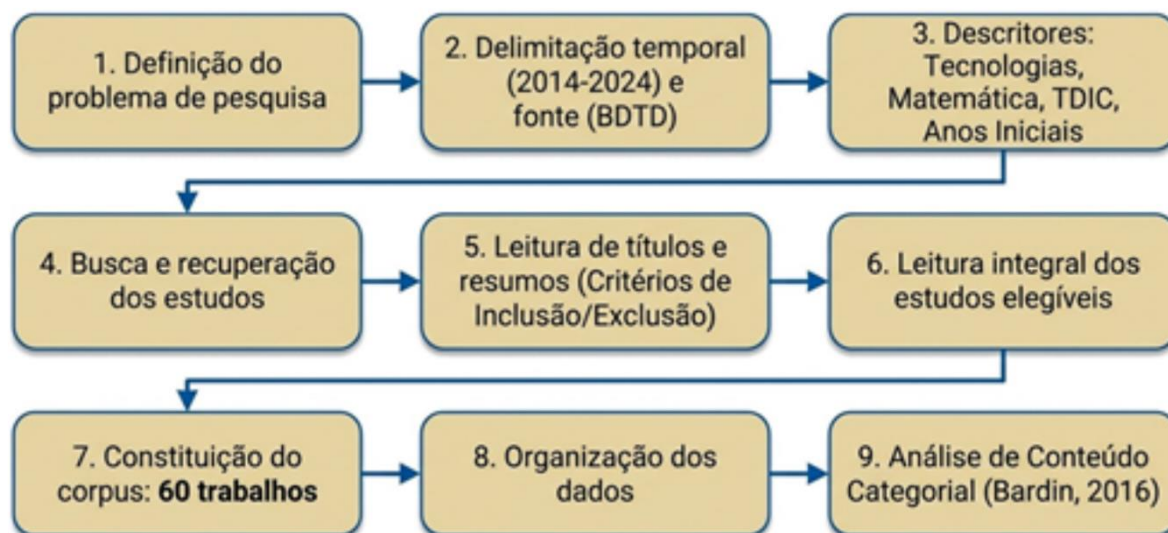 1. Definição do
problema de pesquisa
2. Delimitação temporal
(2014-2024) e
fonte (BDTD)
3. Descritores:
Tecnologias,
Matemática, TDIC,
Anos Iniciais
4. Busca e recuperação
dos estudos
5. Leitura de títulos e
resumos (Critérios de
Inclusão/Exclusão)
6. Leitura integral dos
estudos elegíveis
7. Constituição do
corpus: 60 trabalhos
8. Organização dos
dados
9. Análise de Conteúdo
Categorial (Bardin, 2016)